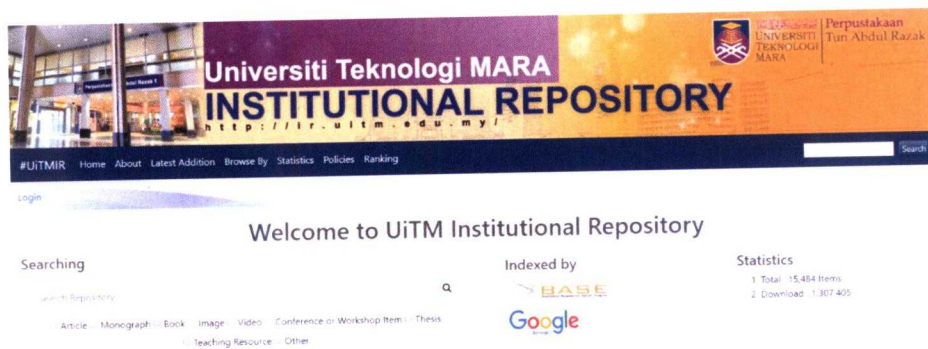 Perpustakaan
UNIVERSITI Tun Abdul Razak
TEKNOLOGI
MARA
Universiti Teknologi MARA
INSTITUTIONAL REPOSITORY
http://ir.uitm.edu.my/
#UiTMIR Home About Latest Addition Browse By Statistics Policies Ranking Search
Login
Welcome to UiTM Institutional Repository
Searching
Search Repository
Article Monograph Book Image Video Conference or Workshop Item Thesis
Teaching Resource Other
Indexed by
BASE
Google
Statistics
1 Total : 15,484 Items
2 Download : 1 307 405